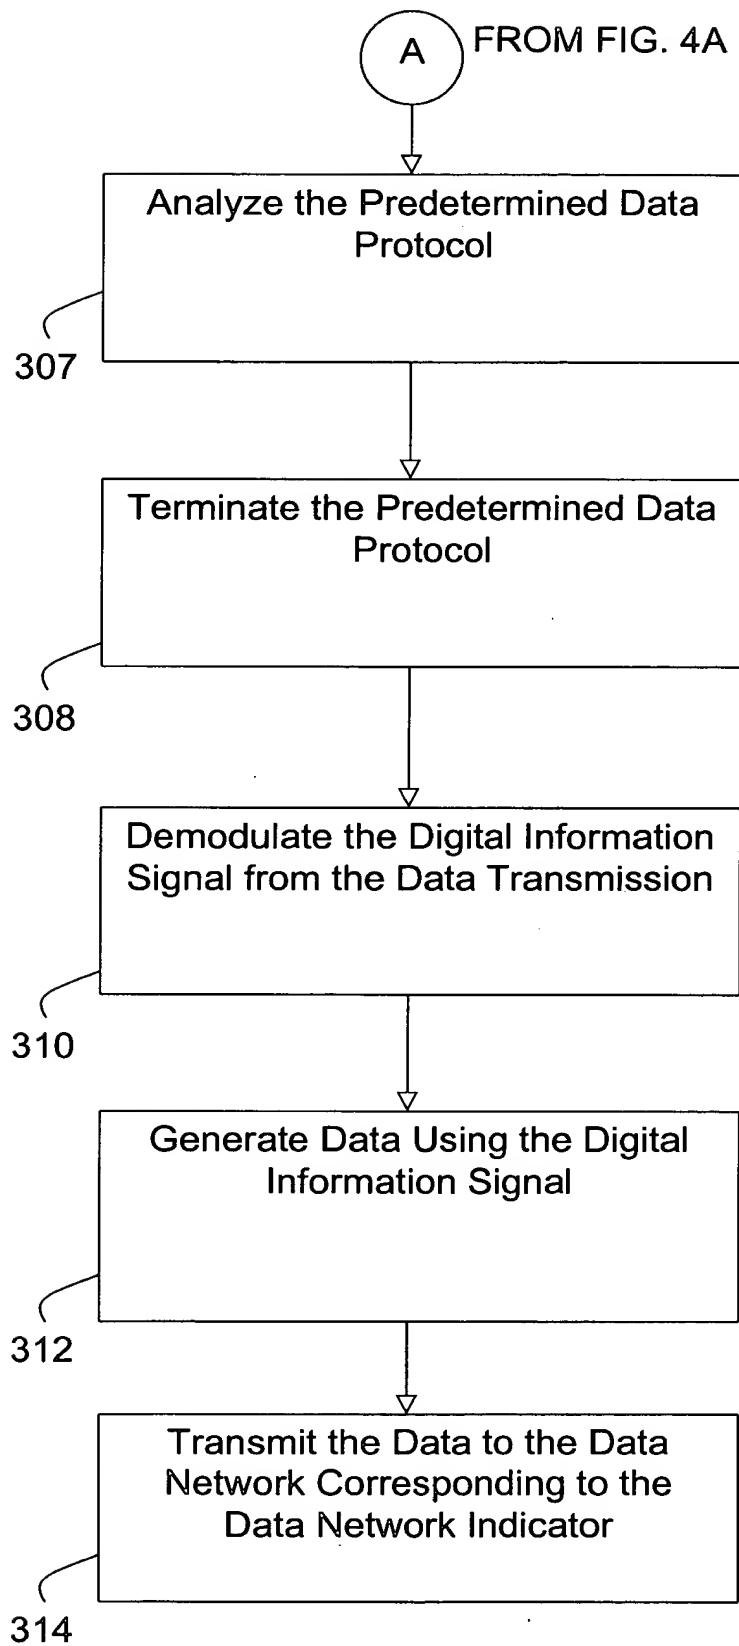 A FROM FIG. 4A
Analyze the Predetermined Data
Protocol
307
Terminate the Predetermined Data
Protocol
308
Demodulate the Digital Information
Signal from the Data Transmission
310
Generate Data Using the Digital
Information Signal
312
Transmit the Data to the Data
Network Corresponding to the
Data Network Indicator
314